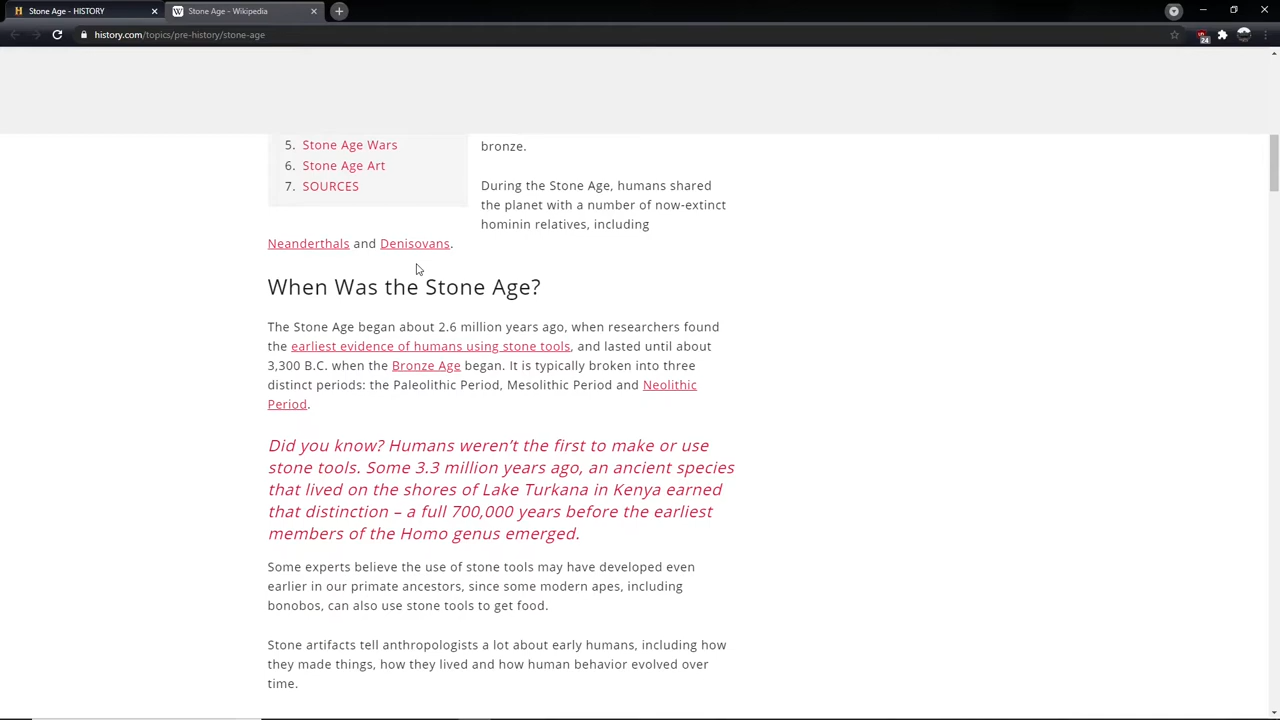 Stone Age - HISTORY
Stone Age - Wikipedia
history.com/topics/pre-history/stone-age
24
5. Stone Age Wars
6. Stone Age Art
7. SOURCES
bronze.
During the Stone Age, humans shared
the planet with a number of now-extinct
hominin relatives, including
Neanderthals and Denisovans.
When Was the Stone Age?
The Stone Age began about 2.6 million years ago, when researchers found
the earliest evidence of humans using stone tools, and lasted until about
3,300 B.C. when the Bronze Age began. It is typically broken into three
distinct periods: the Paleolithic Period, Mesolithic Period and Neolithic
Period.
Did you know? Humans weren’t the first to make or use
stone tools. Some 3.3 million years ago, an ancient species
that lived on the shores of Lake Turkana in Kenya earned
that distinction – a full 700,000 years before the earliest
members of the Homo genus emerged.
Some experts believe the use of stone tools may have developed even
earlier in our primate ancestors, since some modern apes, including
bonobos, can also use stone tools to get food.
Stone artifacts tell anthropologists a lot about early humans, including how
they made things, how they lived and how human behavior evolved over
time.